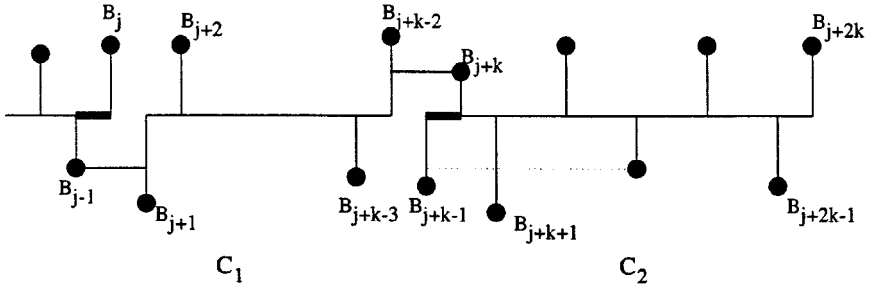 B_j
B_{j+2}
B_{j+k-2}
B_{j+k}
B_{j+2k}
B_{j-1}
B_{j+1}
B_{j+k-3}
B_{j+k-1}
B_{j+k+1}
B_{j+2k-1}
C_1
C_2